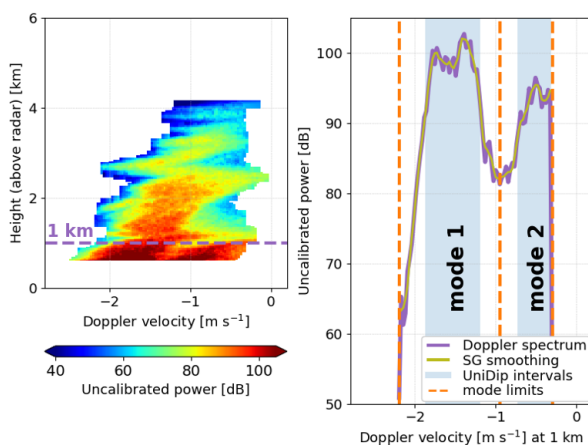 Height (above radar) [km]
6
4
2
0
1 km
−2
−1
0
Doppler velocity [m s⁻¹]
40
60
80
100
Uncalibrated power [dB]
Uncalibrated power [dB]
100
90
80
70
60
50
mode 1
mode 2
Doppler spectrum
SG smoothing
UniDip intervals
mode limits
−2
−1
0
Doppler velocity [m s⁻¹] at 1 km